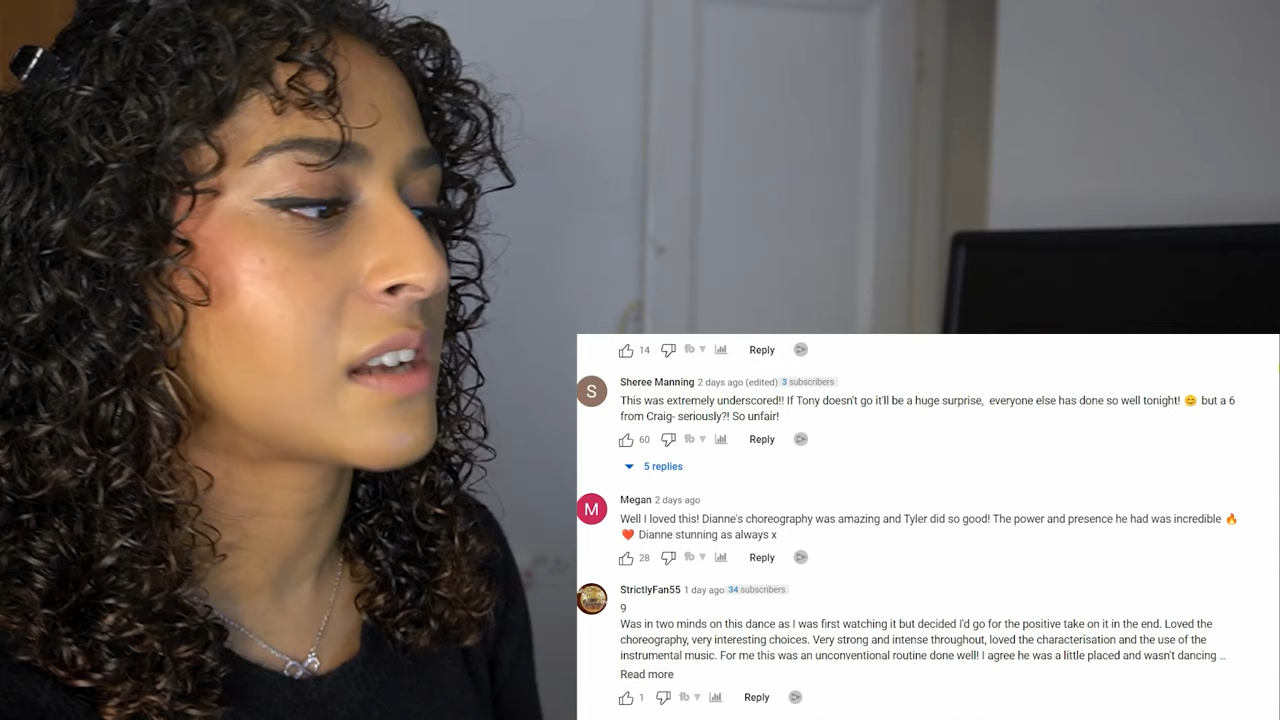 14 Reply
S Sheree Manning 2 days ago (edited) 3 subscribers
This was extremely underscored!! If Tony doesn't go it'll be a huge surprise, everyone else has done so well tonight! 😊 but a 6
from Craig- seriously?! So unfair!
60 tb Reply
5 replies
M Megan 2 days ago
Well I loved this! Dianne's choreography was amazing and Tyler did so good! The power and presence he had was incredible 🔥
❤️ Dianne stunning as always x
28 tb Reply
StrictlyFan55 1 day ago 34 subscribers
9
Was in two minds on this dance as I was first watching it but decided I'd go for the positive take on it in the end. Loved the
choreography, very interesting choices. Very strong and intense throughout, loved the characterisation and the use of the
instrumental music. For me this was an unconventional routine done well! I agree he was a little placed and wasn't dancing ...
Read more
1 tb Reply